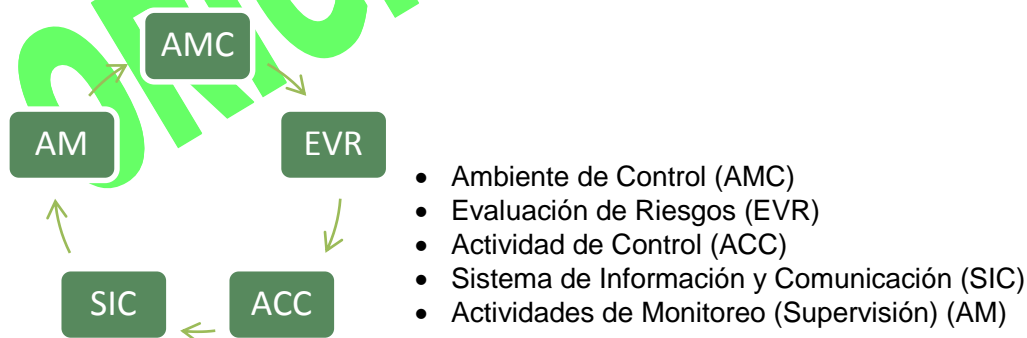 AMC
AM
EVR
SIC
ACC
• Ambiente de Control (AMC)
• Evaluación de Riesgos (EVR)
• Actividad de Control (ACC)
• Sistema de Información y Comunicación (SIC)
• Actividades de Monitoreo (Supervisión) (AM)